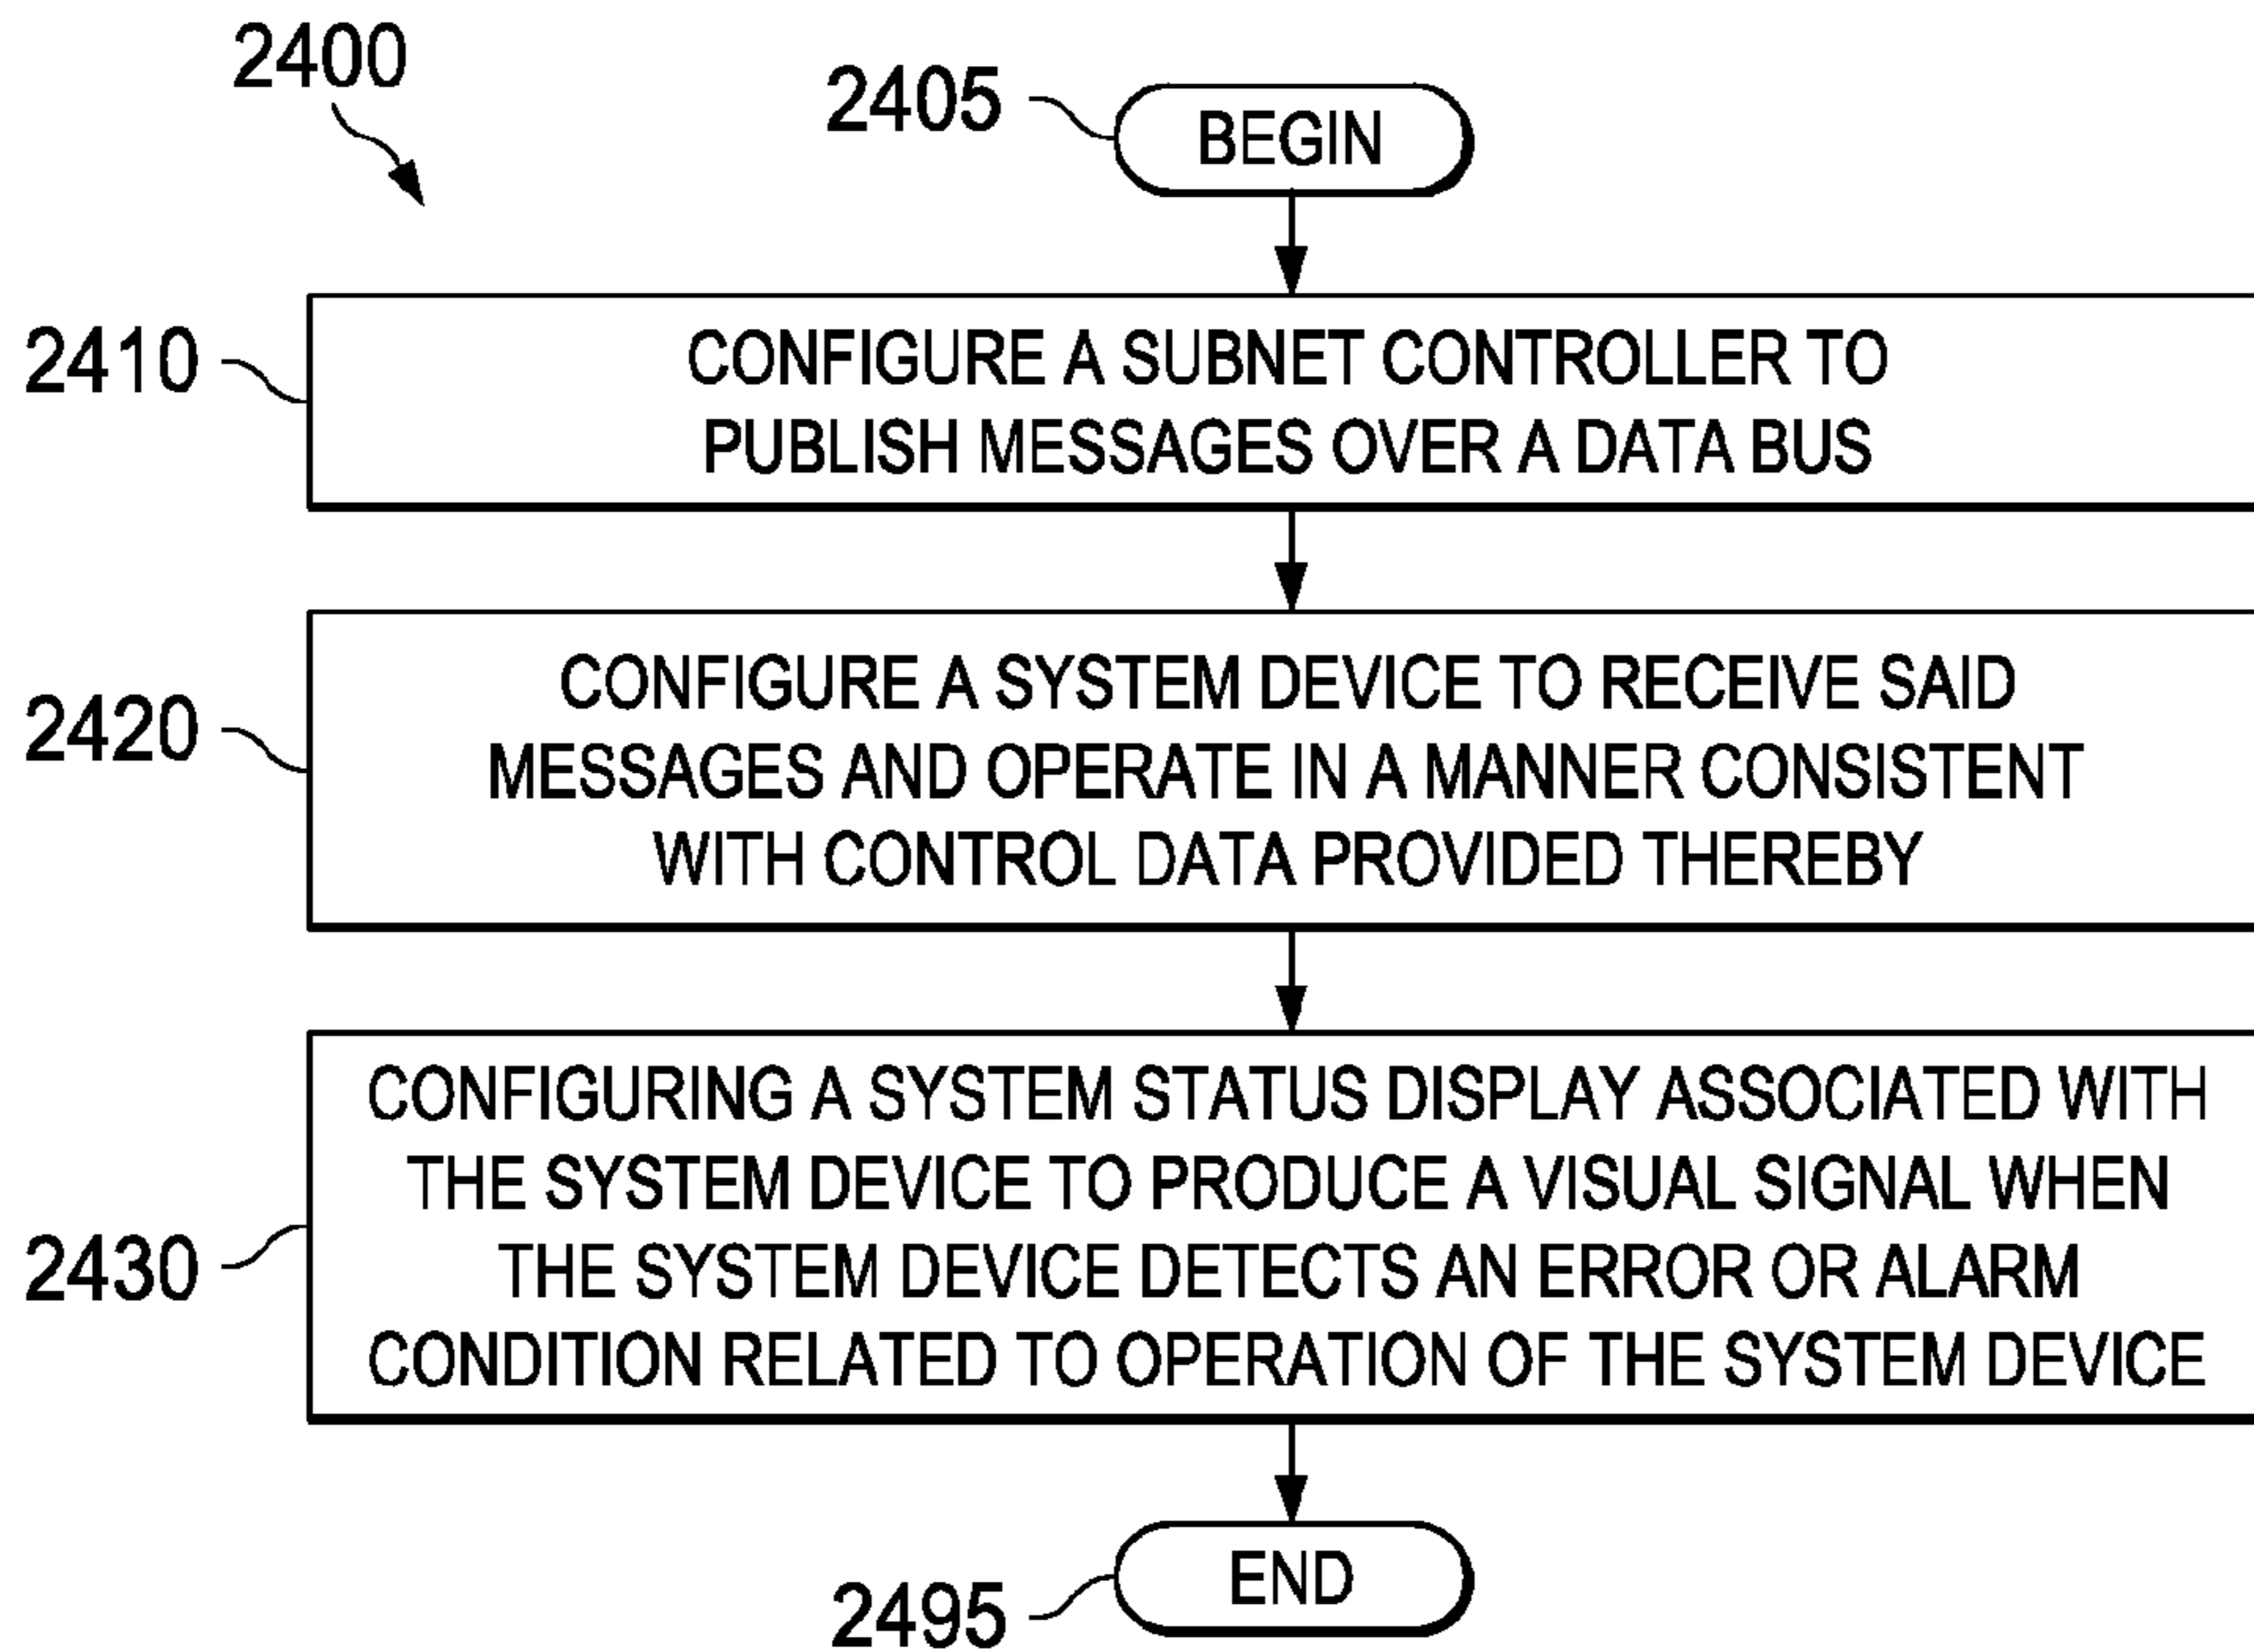 2400
2405
BEGIN
2410
CONFIGURE A SUBNET CONTROLLER TO
PUBLISH MESSAGES OVER A DATA BUS
2420
CONFIGURE A SYSTEM DEVICE TO RECEIVE SAID
MESSAGES AND OPERATE IN A MANNER CONSISTENT
WITH CONTROL DATA PROVIDED THEREBY
2430
CONFIGURING A SYSTEM STATUS DISPLAY ASSOCIATED WITH
THE SYSTEM DEVICE TO PRODUCE A VISUAL SIGNAL WHEN
THE SYSTEM DEVICE DETECTS AN ERROR OR ALARM
CONDITION RELATED TO OPERATION OF THE SYSTEM DEVICE
END
2495